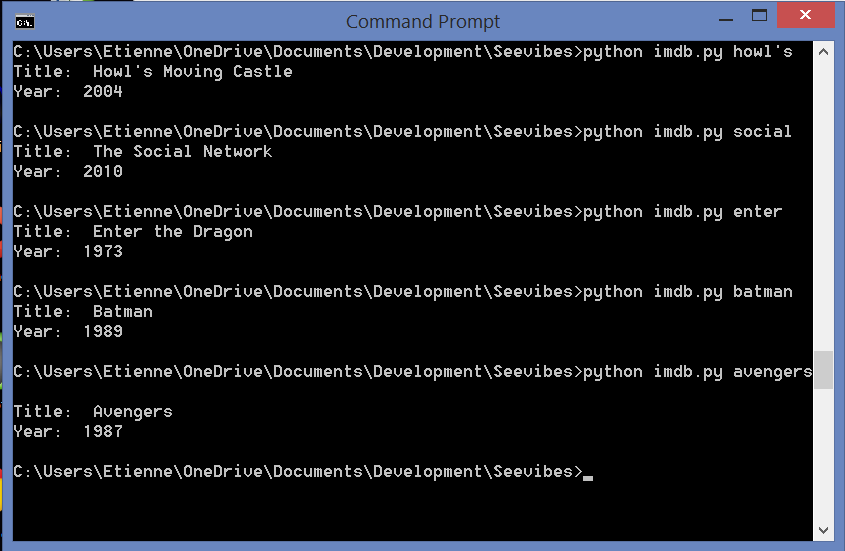 Command Prompt
C:\Users\Etienne\OneDrive\Documents\Development\Seevibes>python imdb.py howl's
Title:  Howl's Moving Castle
Year:  2004
C:\Users\Etienne\OneDrive\Documents\Development\Seevibes>python imdb.py social
Title:  The Social Network
Year:  2010
C:\Users\Etienne\OneDrive\Documents\Development\Seevibes>python imdb.py enter
Title:  Enter the Dragon
Year:  1973
C:\Users\Etienne\OneDrive\Documents\Development\Seevibes>python imdb.py batman
Title:  Batman
Year:  1989
C:\Users\Etienne\OneDrive\Documents\Development\Seevibes>python imdb.py avengers
Title:  Avengers
Year:  1987
C:\Users\Etienne\OneDrive\Documents\Development\Seevibes>